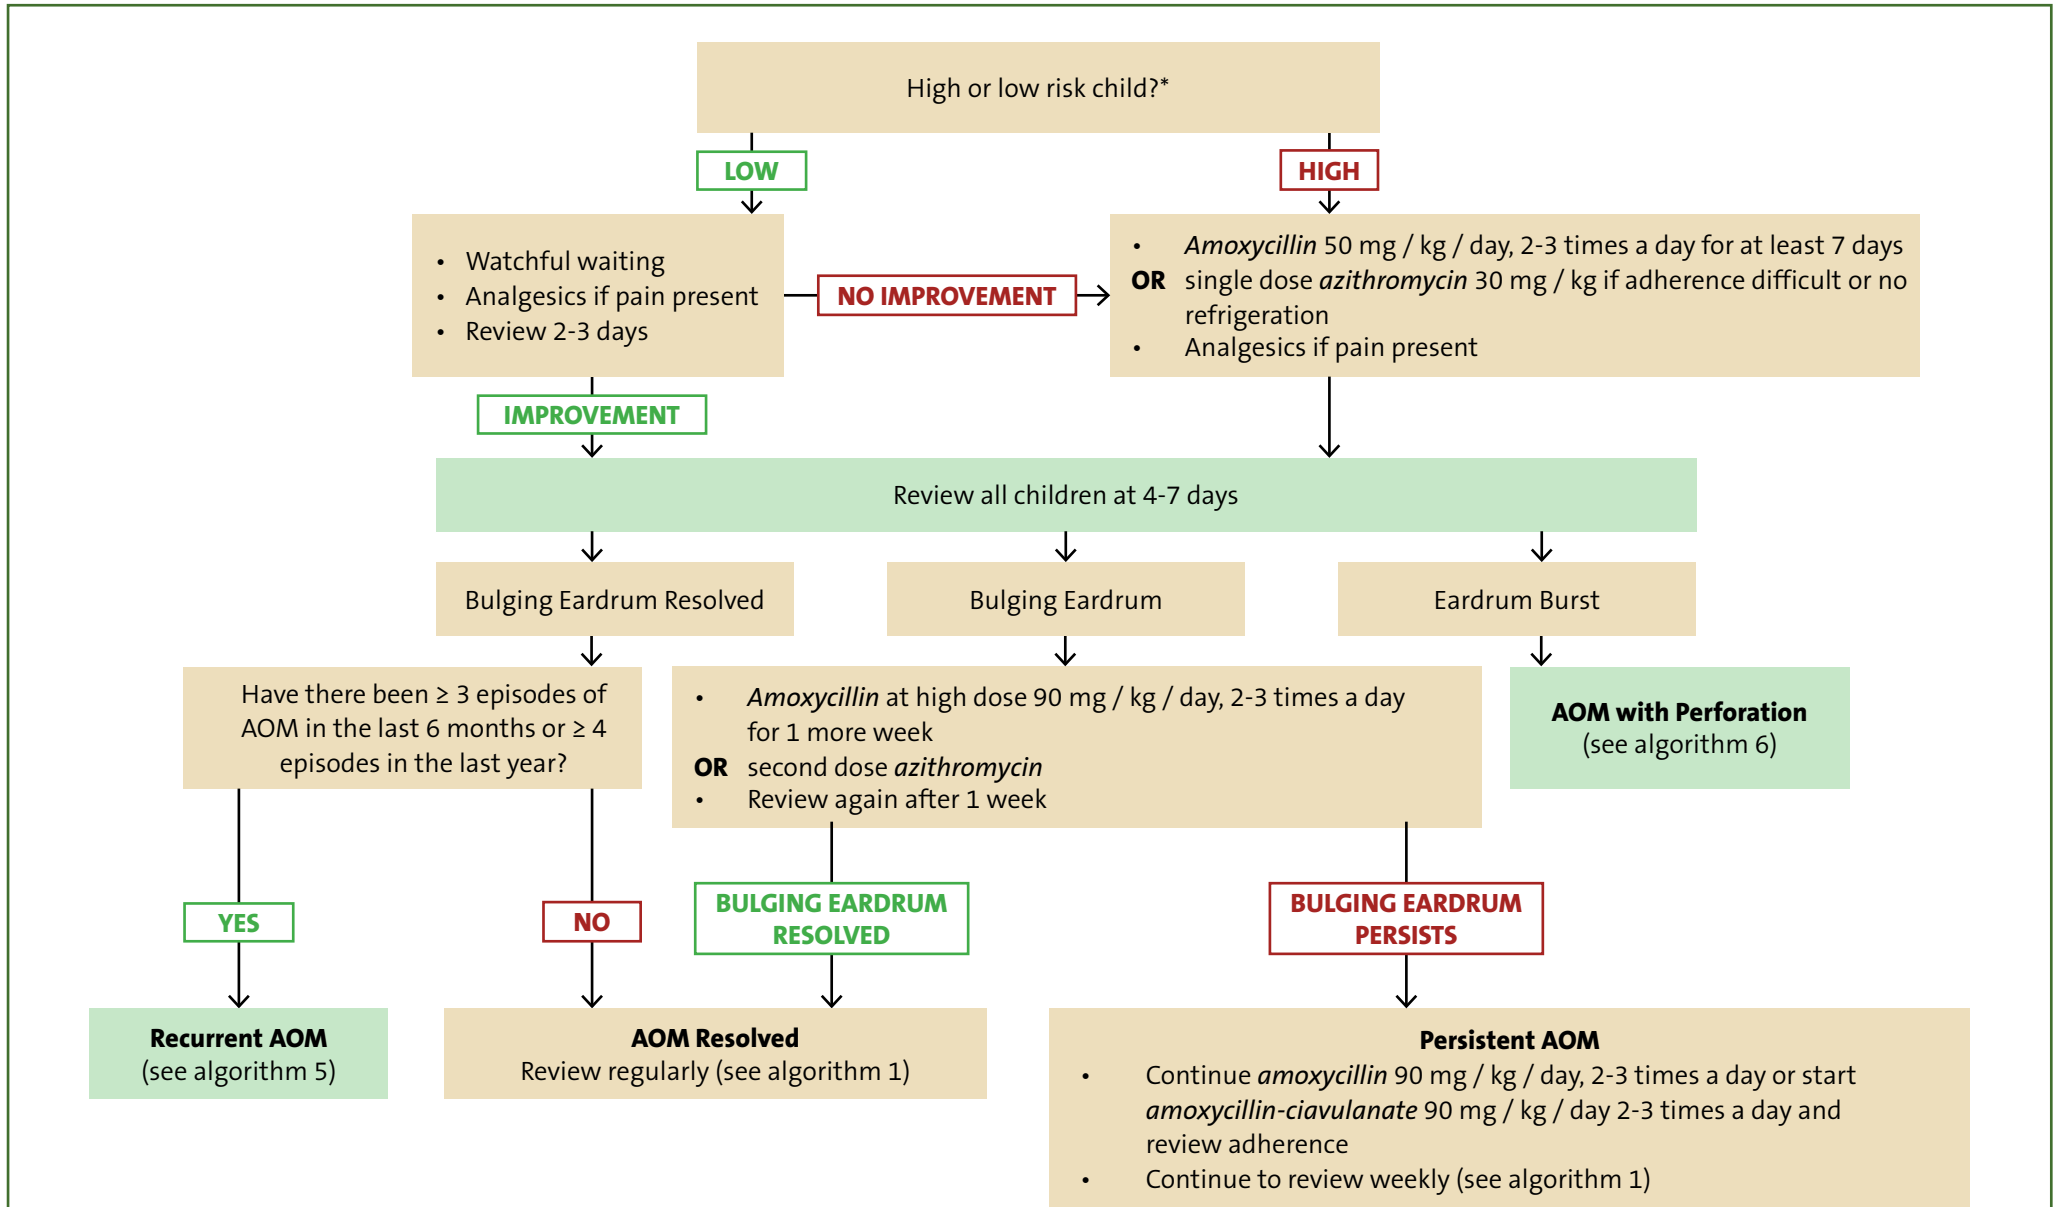 High or low risk child?*
LOW
HIGH
• Watchful waiting
• Analgesics if pain present
• Review 2-3 days
NO IMPROVEMENT
• Amoxycillin 50 mg / kg / day, 2-3 times a day for at least 7 days
OR single dose azithromycin 30 mg / kg if adherence difficult or no
refrigeration
• Analgesics if pain present
IMPROVEMENT
Review all children at 4-7 days
Bulging Eardrum Resolved
Bulging Eardrum
Eardrum Burst
Have there been ≥ 3 episodes of
AOM in the last 6 months or ≥ 4
episodes in the last year?
• Amoxycillin at high dose 90 mg / kg / day, 2-3 times a day
for 1 more week
OR second dose azithromycin
• Review again after 1 week
AOM with Perforation
(see algorithm 6)
YES
NO
BULGING EARDRUM
RESOLVED
BULGING EARDRUM
PERSISTS
Recurrent AOM
(see algorithm 5)
AOM Resolved
Review regularly (see algorithm 1)
Persistent AOM
• Continue amoxycillin 90 mg / kg / day, 2-3 times a day or start
amoxycillin-ciavulanate 90 mg / kg / day 2-3 times a day and
review adherence
• Continue to review weekly (see algorithm 1)